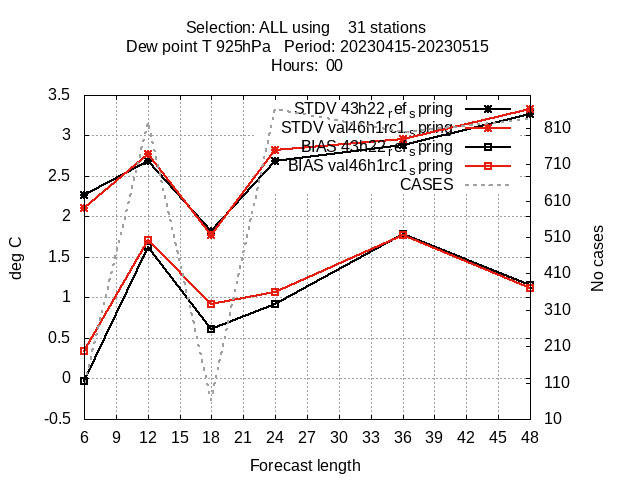 Selection: ALL using    31 stations
Dew point T 925hPa   Period: 20230415-20230515
Hours:  00
STDV 43h22_ref_spring
STDV val46h1rc1_spring
BIAS 43h22_ref_spring
BIAS val46h1rc1_spring
CASES
3.5
3
2.5
2
1.5
1
0.5
0
-0.5
deg C
810
710
610
510
410
310
210
110
10
No cases
6 9 12 15 18 21 24 27 30 33 36 39 42 45 48
Forecast length